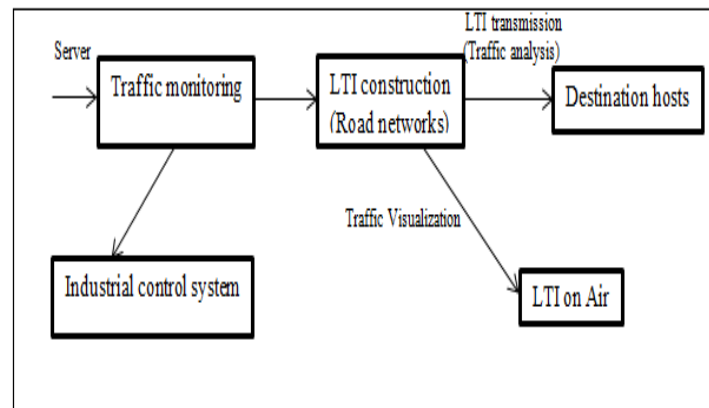 LTI transmission
(Traffic analysis)
Server
Traffic monitoring
LTI construction
(Road networks)
Destination hosts
Traffic Visualization
Industrial control system
LTI on Air